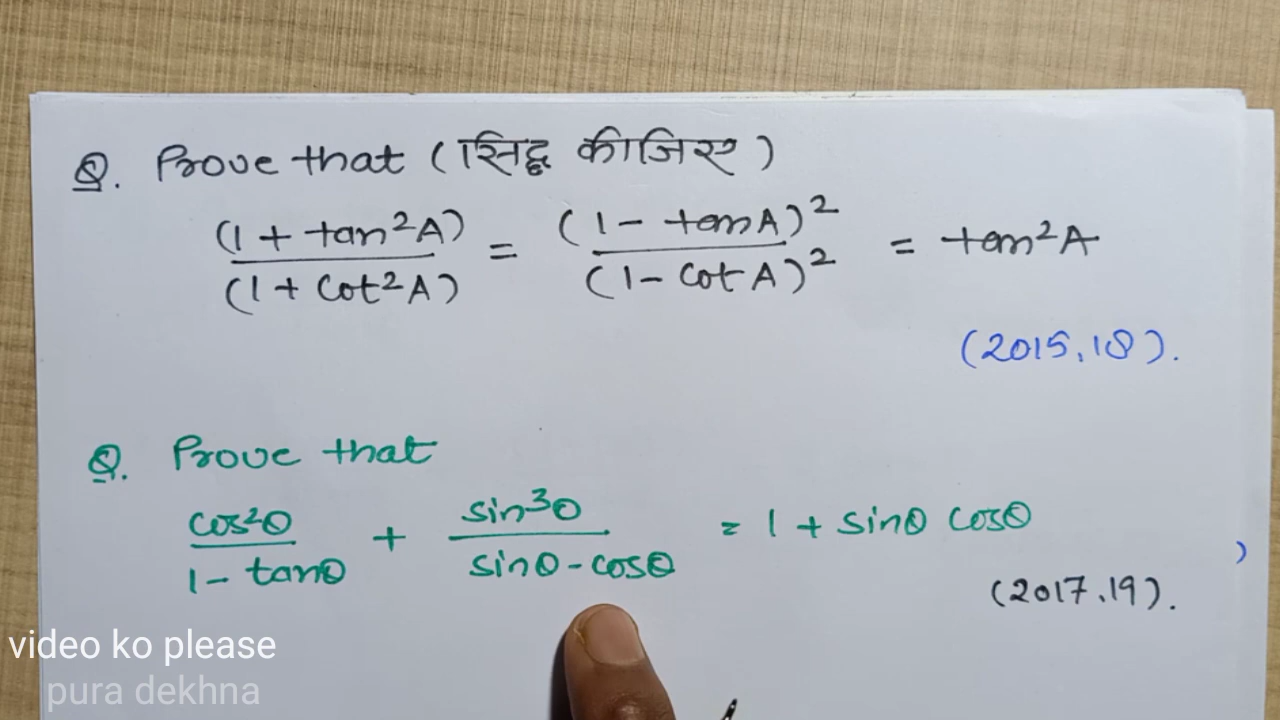 Q. Prove that (सिद्ध कीजिए)
(1 + tan²A) / (1 + Cot²A) = (1 - tanA)² / (1 - Cot A)² = tan²A
(2015,18).
Q. Prove that
cos²θ / 1 - tanθ + sin³θ / sinθ - cosθ = 1 + sinθ cosθ
(2017,19).
video ko please
pura dekhna